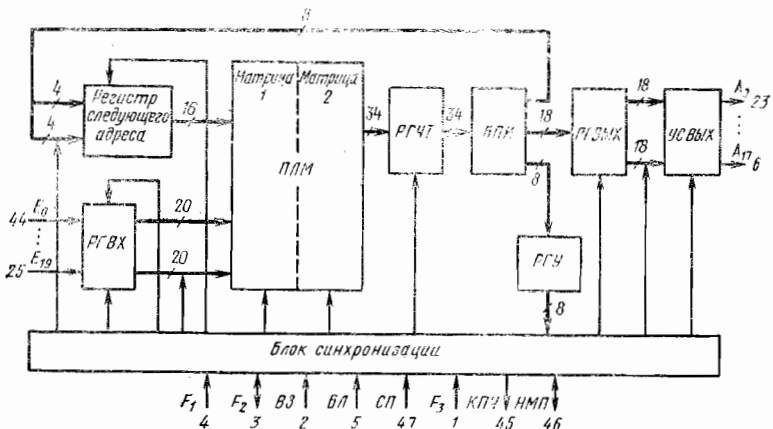 8
4
4
Регистр следующего адреса
16
Матрица 1
Матрица 2
ПЛМ
34
РГЧТ
34
БПИ
18
8
РГВЫХ
18
18
УСВЫХ
A0 23
A17 6
44 E0
25 E19
РГВХ
20
20
РГУ
8
Блок синхронизации
F1 F2 ВЗ БЛ СП F3 КПЧ НМП
4 3 2 5 47 1 45 46